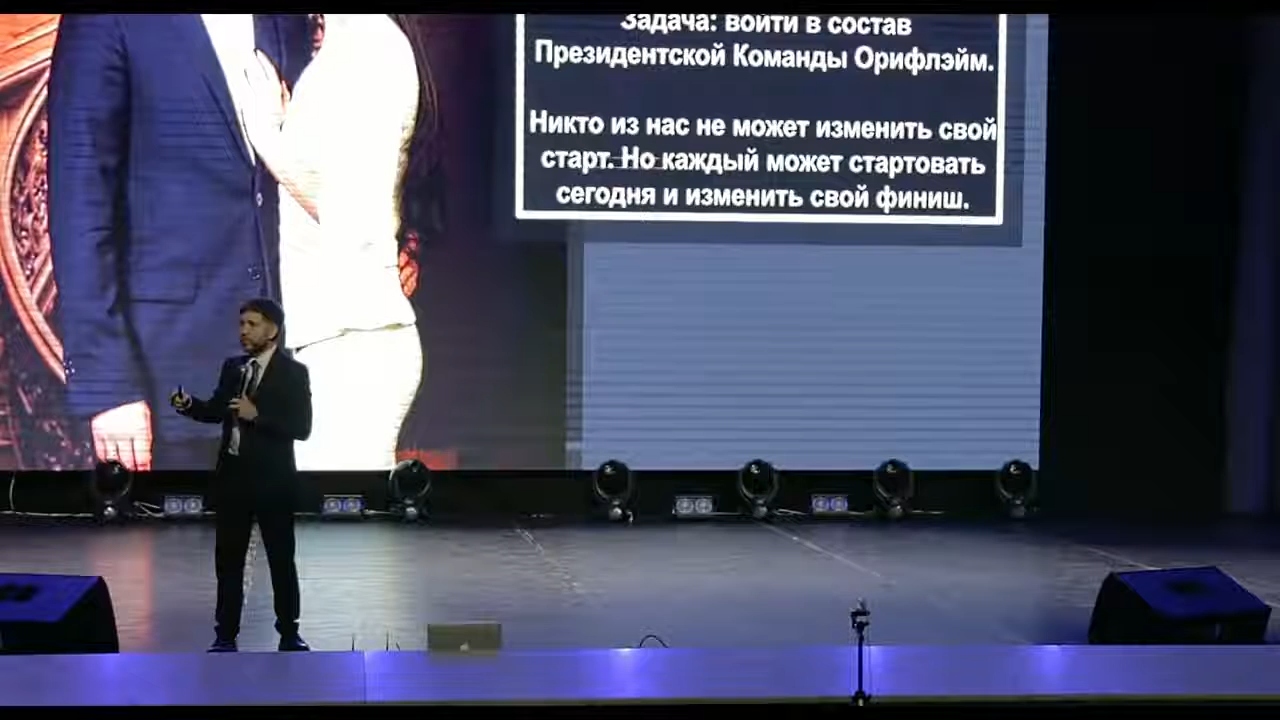 Задача: войти в состав
Президентской Команды Орифлэйм.
Никто из нас не может изменить свой
старт. Но каждый может стартовать
сегодня и изменить свой финиш.